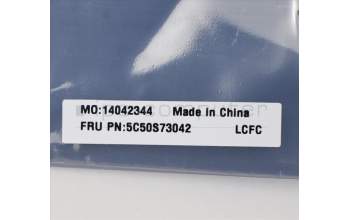 MO:14042344 Made in China
FRU PN:5C50S73042 LCFC